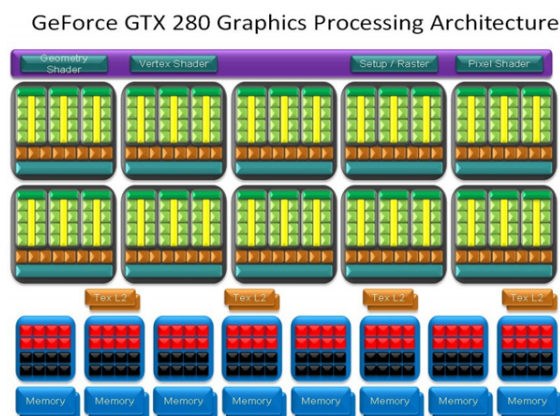 GeForce GTX 280 Graphics Processing Architecture
Geometry
Shader
Vertex Shader
Setup / Raster
Pixel Shader
Tex L2
Tex L2
Tex L2
Tex L2
Memory
Memory
Memory
Memory
Memory
Memory
Memory
Memory